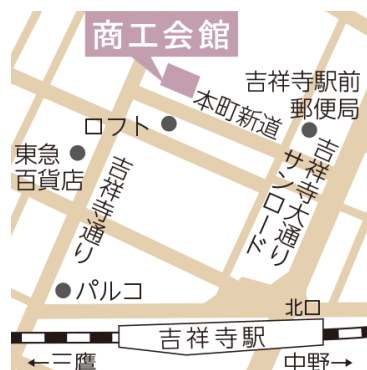 商工会館
吉祥寺駅前
郵便局
本町新道
ロフト
東急
百貨店
吉祥寺通り
吉祥寺大通り
サンロード
パルコ
北口
吉祥寺駅
←三鷹
中野→